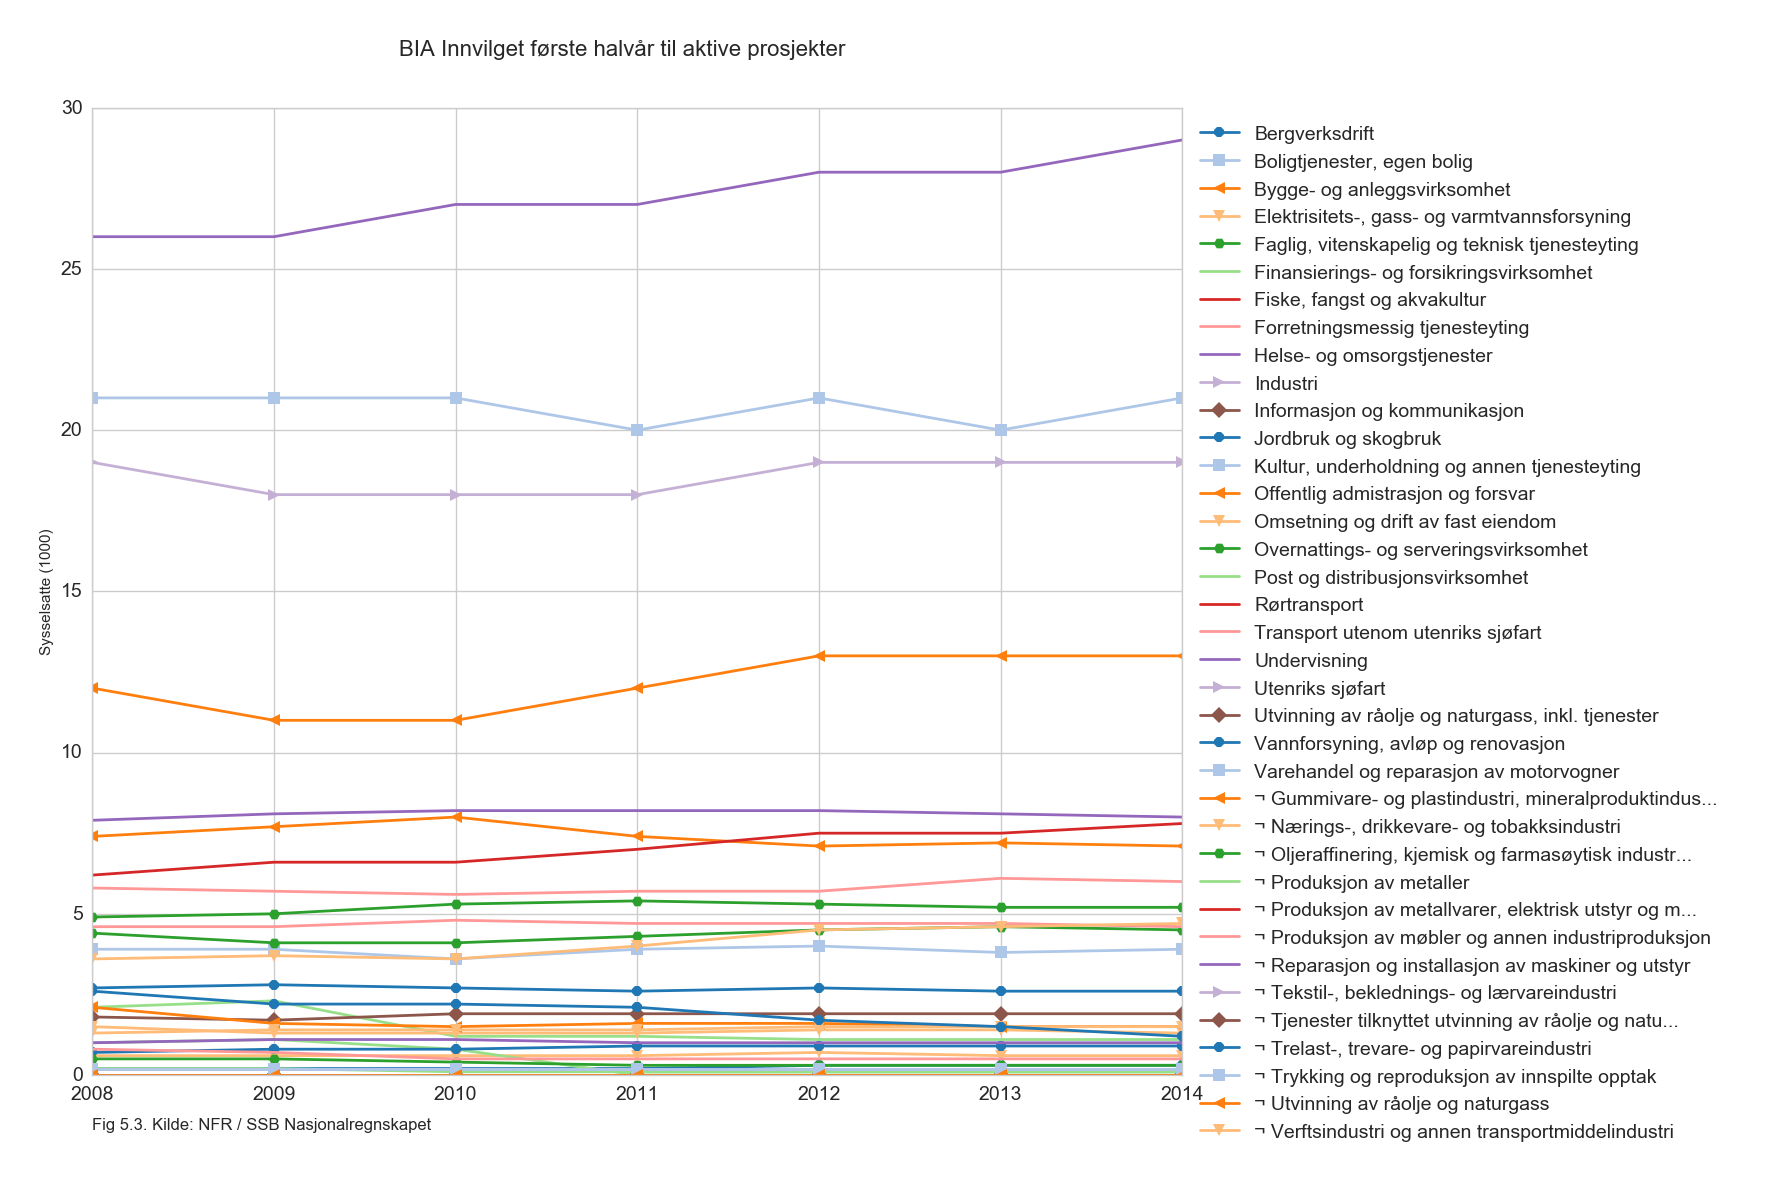 BIA Innvilget første halvår til aktive prosjekter
30
25
20
15
10
5
0
Sysselsatte (1000)
2008 2009 2010 2011 2012 2013 2014
Fig 5.3. Kilde: NFR / SSB Nasjonalregnskapet
Bergverksdrift
Boligtjenester, egen bolig
Bygge- og anleggsvirksomhet
Elektrisitets-, gass- og varmtvannsforsyning
Faglig, vitenskapelig og teknisk tjenesteyting
Finansierings- og forsikringsvirksomhet
Fiske, fangst og akvakultur
Forretningsmessig tjenesteyting
Helse- og omsorgstjenester
Industri
Informasjon og kommunikasjon
Jordbruk og skogbruk
Kultur, underholdning og annen tjenesteyting
Offentlig admistrasjon og forsvar
Omsetning og drift av fast eiendom
Overnattings- og serveringsvirksomhet
Post og distribusjonsvirksomhet
Rørtransport
Transport utenom utenriks sjøfart
Undervisning
Utenriks sjøfart
Utvinning av råolje og naturgass, inkl. tjenester
Vannforsyning, avløp og renovasjon
Varehandel og reparasjon av motorvogner
¬ Gummivare- og plastindustri, mineralproduktindus...
¬ Nærings-, drikkevare- og tobakksindustri
¬ Oljeraffinering, kjemisk og farmasøytisk industr...
¬ Produksjon av metaller
¬ Produksjon av metallvarer, elektrisk utstyr og m...
¬ Produksjon av møbler og annen industriproduksjon
¬ Reparasjon og installasjon av maskiner og utstyr
¬ Tekstil-, beklednings- og lærvareindustri
¬ Tjenester tilknyttet utvinning av råolje og natu...
¬ Trelast-, trevare- og papirvareindustri
¬ Trykking og reproduksjon av innspilte opptak
¬ Utvinning av råolje og naturgass
¬ Verftsindustri og annen transportmiddelindustri